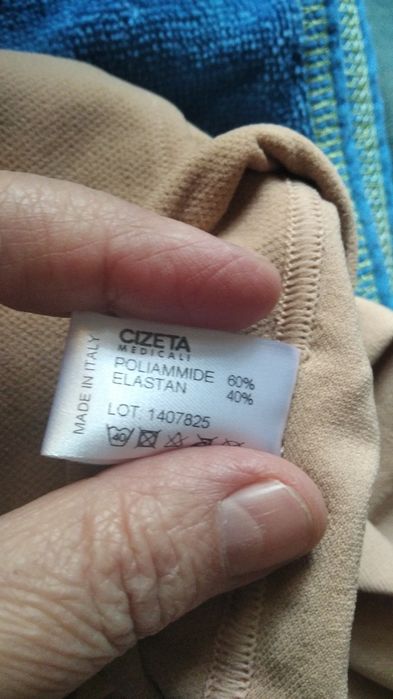 CIZETA
MEDICALI
POLIAMMIDE 60%
ELASTAN 40%
LOT: 1407825
40
MADE IN ITALY